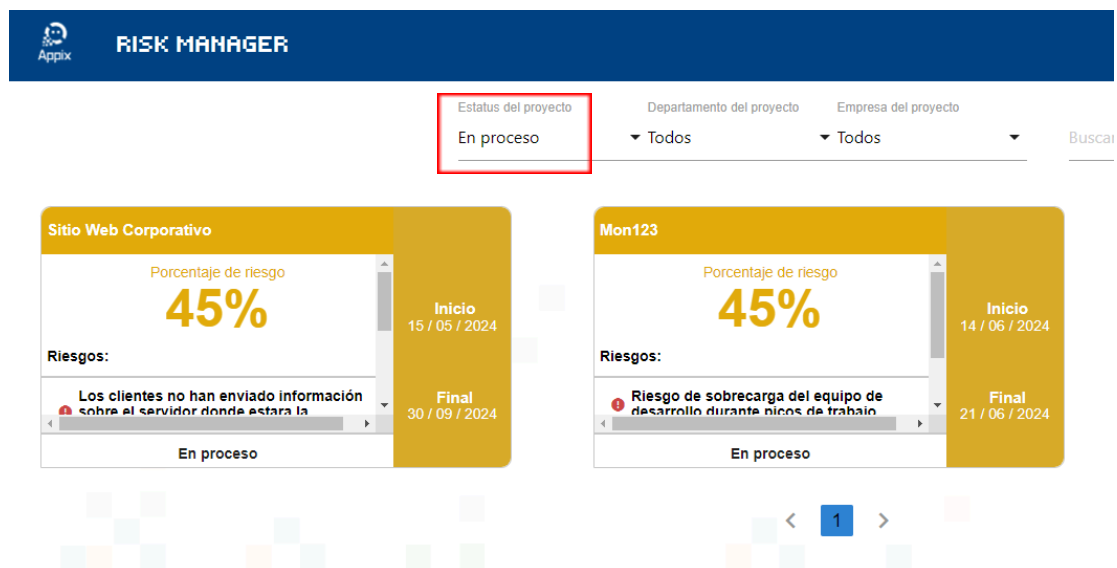 Appix
RISK MANAGER
Estatus del proyecto
En proceso
Departamento del proyecto
Todos
Empresa del proyecto
Todos
Buscar
Sitio Web Corporativo
Porcentaje de riesgo
45%
Riesgos:
Los clientes no han enviado información
sobre el servidor donde estara la
En proceso
Inicio
15 / 05 / 2024
Final
30 / 09 / 2024
Mon123
Porcentaje de riesgo
45%
Riesgos:
Riesgo de sobrecarga del equipo de
desarrollo durante picos de trabajo
En proceso
Inicio
14 / 06 / 2024
Final
21 / 06 / 2024
1